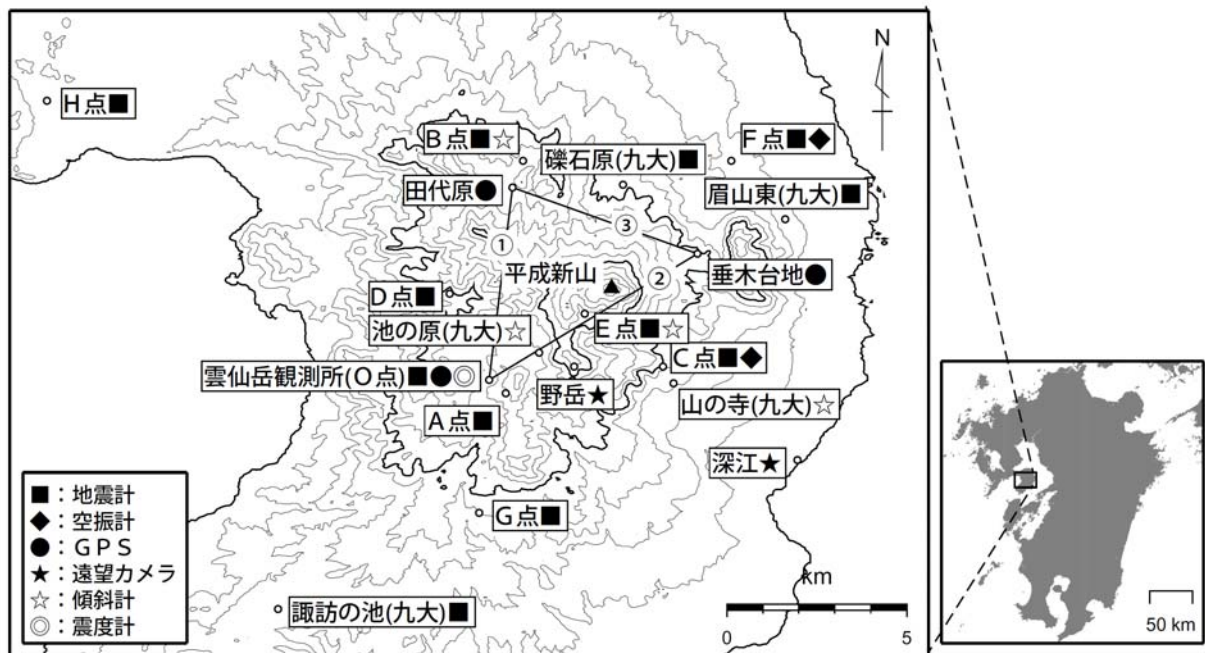 N
H点■
B点■☆
礫石原(九大)■
F点■◆
田代原●
眉山東(九大)■
③
①
平成新山
②
垂木台地●
D点■
池の原(九大)☆
E点■☆
C点■◆
雲仙岳観測所(O点)■●◎
野岳★
山の寺(九大)☆
A点■
深江★
G点■
■：地震計
◆：空振計
●：GPS
★：遠望カメラ
☆：傾斜計
◎：震度計
諏訪の池(九大)■
km
0 5
50 km